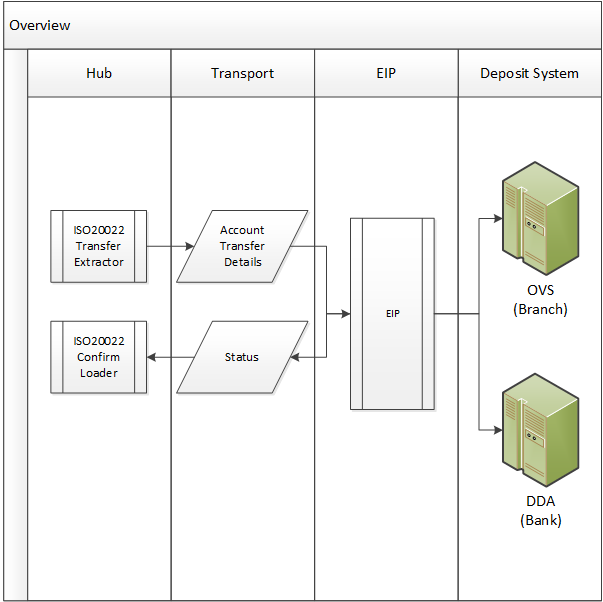 Overview
Hub
Transport
EIP
Deposit System
ISO20022
Transfer
Extractor
Account
Transfer
Details
EIP
OVS
(Branch)
ISO20022
Confirm
Loader
Status
DDA
(Bank)